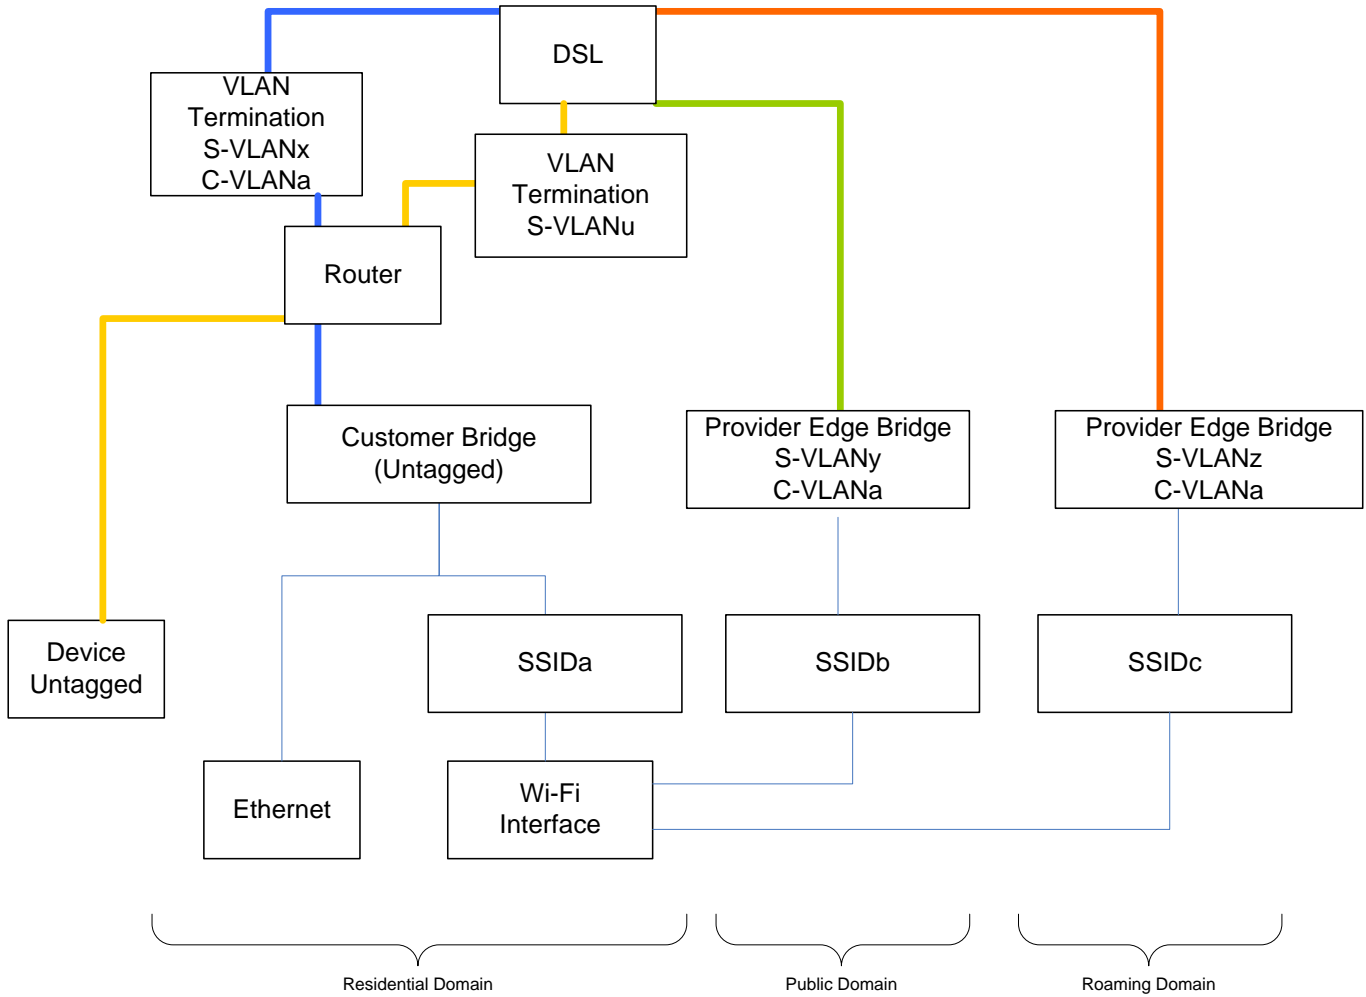 DSL
VLAN
Termination
S-VLANx
C-VLANa
VLAN
Termination
S-VLANu
Router
Customer Bridge
(Untagged)
Provider Edge Bridge
S-VLANy
C-VLANa
Provider Edge Bridge
S-VLANz
C-VLANa
Device
Untagged
SSIDa
SSIDb
SSIDc
Ethernet
Wi-Fi
Interface
Residential Domain
Public Domain
Roaming Domain